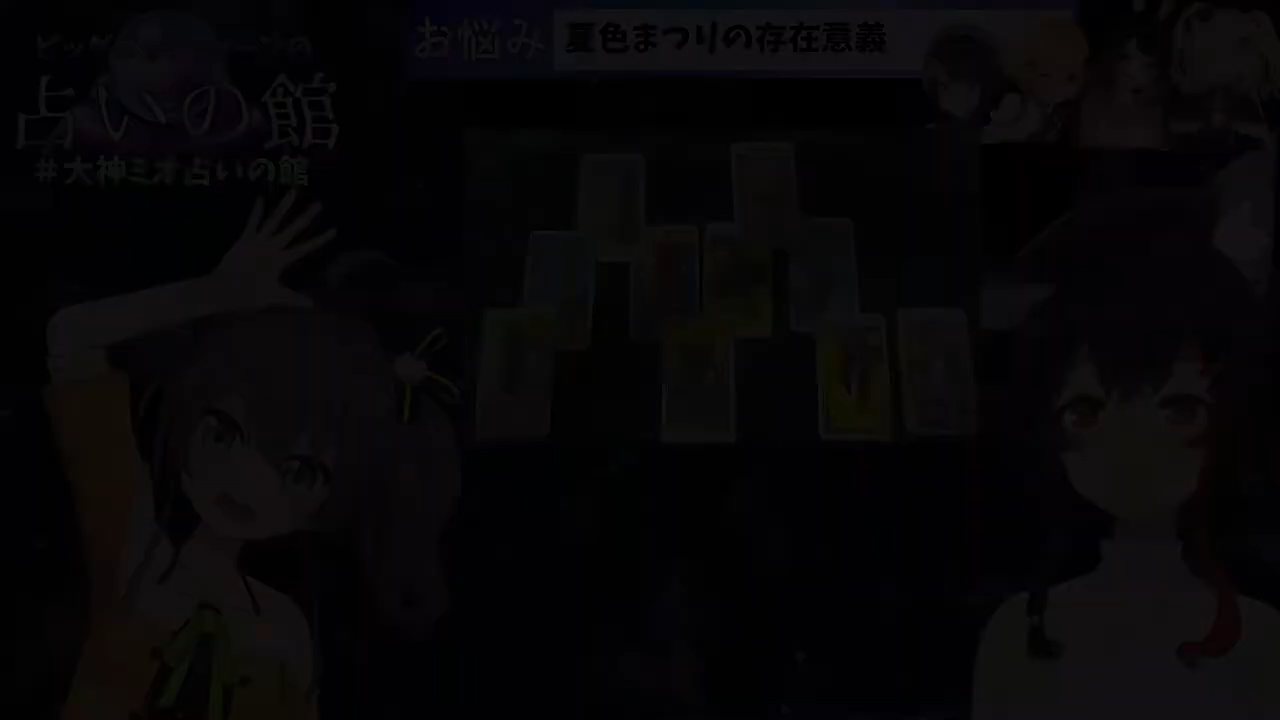 占いの館
#大神ミオ占いの館
お悩み
夏色まつりの存在意義